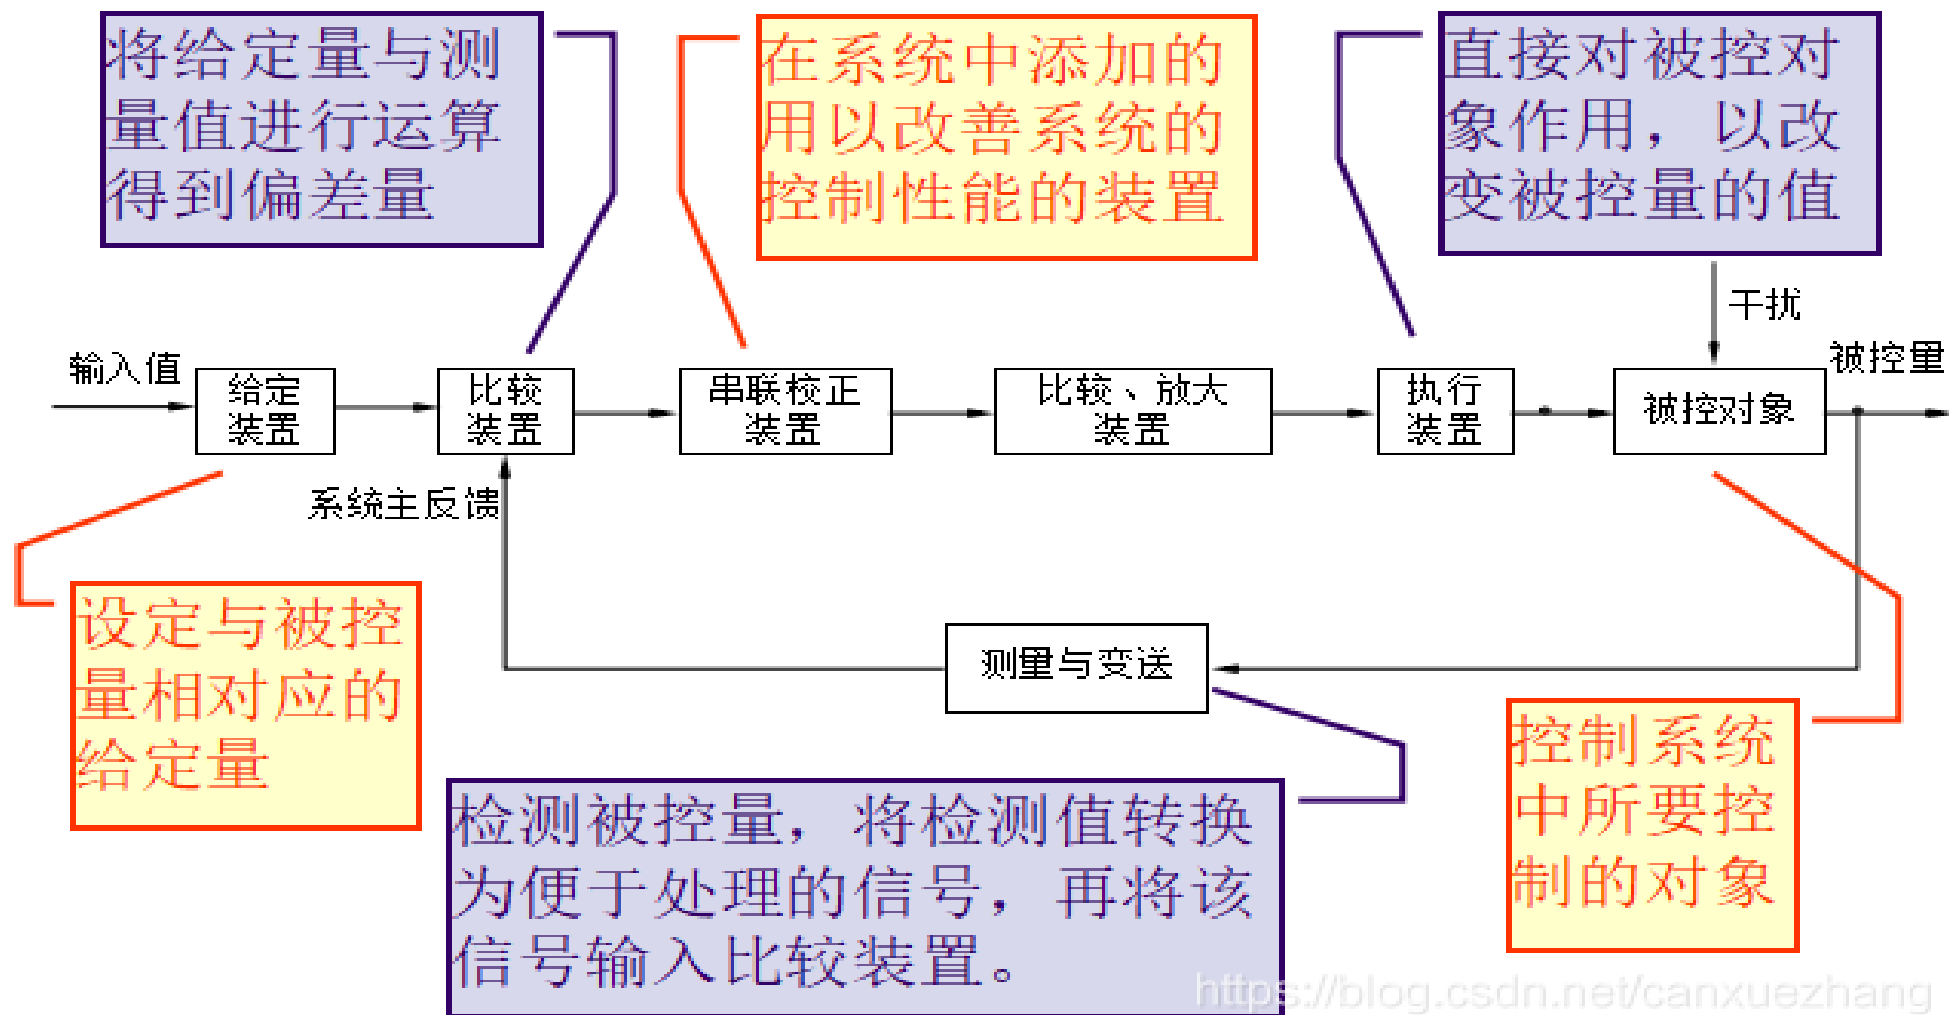 将给定量与测
量值进行运算
得到偏差量
在系统中添加的
用以改善系统的
控制性能的装置
直接对被控对
象作用，以改
变被控量的值
干扰
输入值
给定
装置
比较
装置
串联校正
装置
比较、放大
装置
执行
装置
被控对象
被控量
系统主反馈
设定与被控
量相对应的
给定量
测量与变送
检测被控量，将检测值转换
为便于处理的信号，再将该
信号输入比较装置。
控制系统
中所要控
制的对象
https://blog.csdn.net/canxuezhang